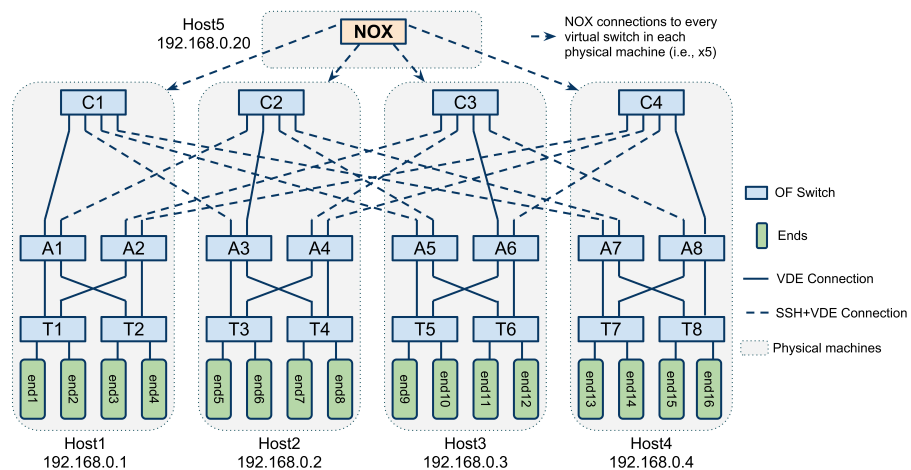 Host5
192.168.0.20
NOX
NOX connections to every
virtual switch in each
physical machine (i.e., x5)
C1
C2
C3
C4
A1
A2
A3
A4
A5
A6
A7
A8
T1
T2
T3
T4
T5
T6
T7
T8
end1
end2
end3
end4
end5
end6
end7
end8
end9
end10
end11
end12
end13
end14
end15
end16
Host1
192.168.0.1
Host2
192.168.0.2
Host3
192.168.0.3
Host4
192.168.0.4
OF Switch
Ends
VDE Connection
SSH+VDE Connection
Physical machines